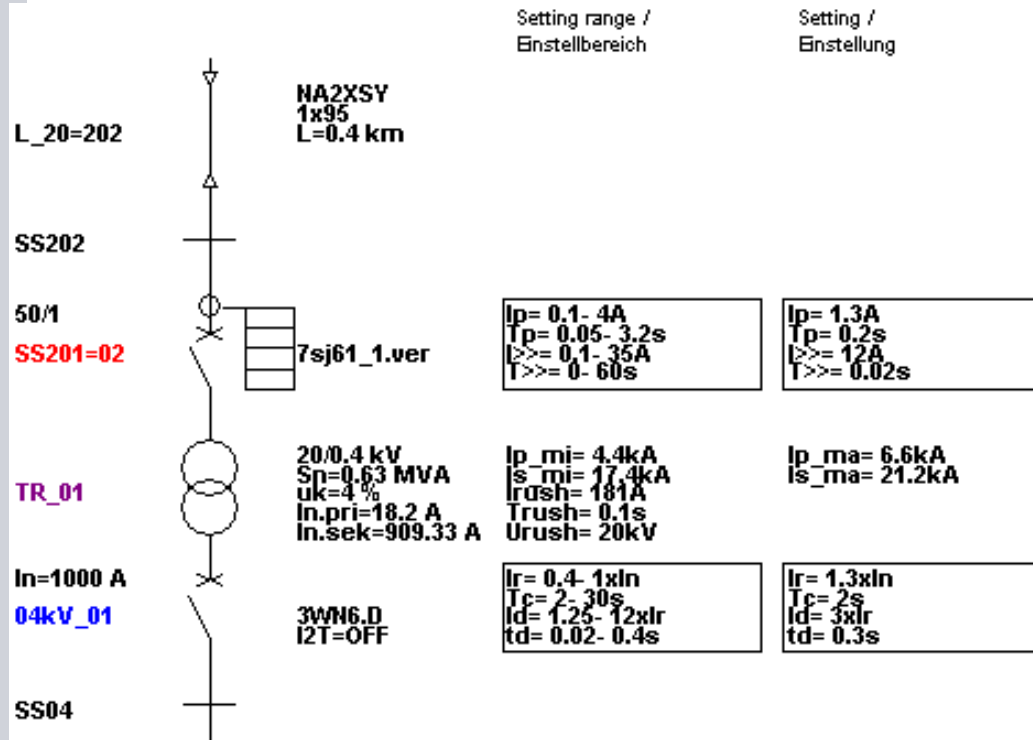 Setting range /
Einstellbereich
Setting /
Einstellung
L_20=202
NA2XSY
1x95
L=0.4 km
SS202
50/1
SS201=02
7sj61_1.ver
Ip= 0.1- 4A
Tp= 0.05- 3.2s
I>>= 0.1- 35A
T>>= 0- 60s
Ip= 1.3A
Tp= 0.2s
I>>= 12A
T>>= 0.02s
TR_01
20/0.4 kV
Sn=0.63 MVA
uk=4 %
In.pri=18.2 A
In.sek=909.33 A
Ip_mi= 4.4kA
Is_mi= 17.4kA
Irush= 181A
Trush= 0.1s
Urush= 20kV
Ip_ma= 6.6kA
Is_ma= 21.2kA
In=1000 A
04kV_01
3WN6.D
I2T=OFF
Ir= 0.4- 1xIn
Tc= 2- 30s
Id= 1.25- 12xIr
td= 0.02- 0.4s
Ir= 1.3xIn
Tc= 2s
Id= 3xIr
td= 0.3s
SS04